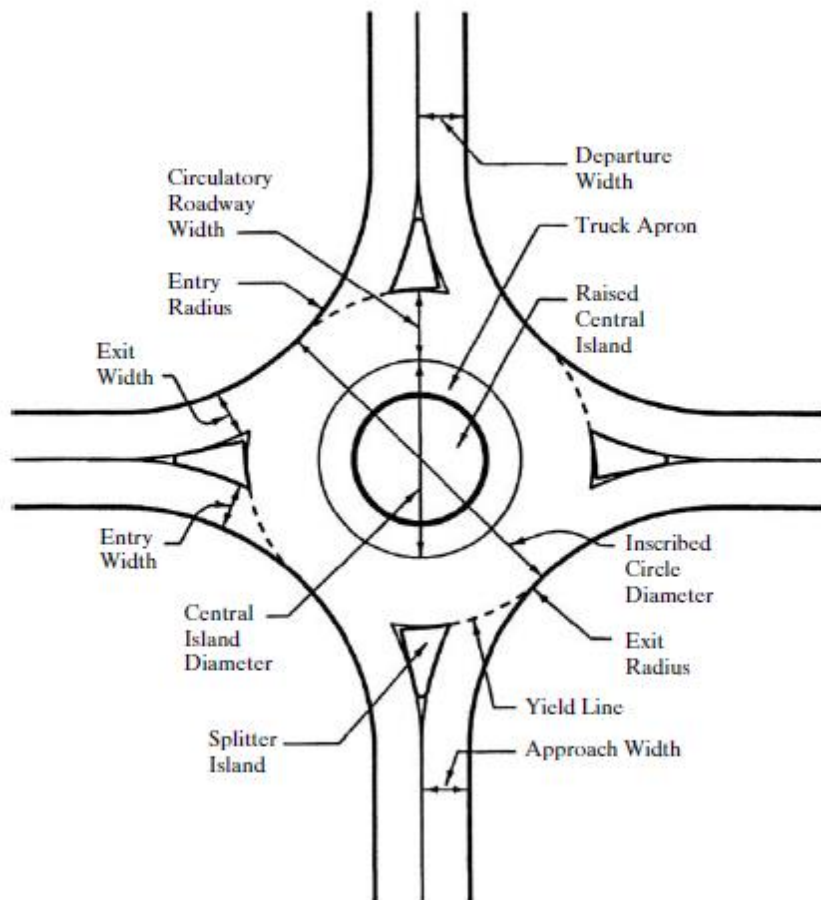 Departure
Width
Circulatory
Roadway
Width
Truck Apron
Entry
Radius
Raised
Central
Island
Exit
Width
Entry
Width
Inscribed
Circle
Diameter
Central
Island
Diameter
Exit
Radius
Yield Line
Splitter
Island
Approach Width